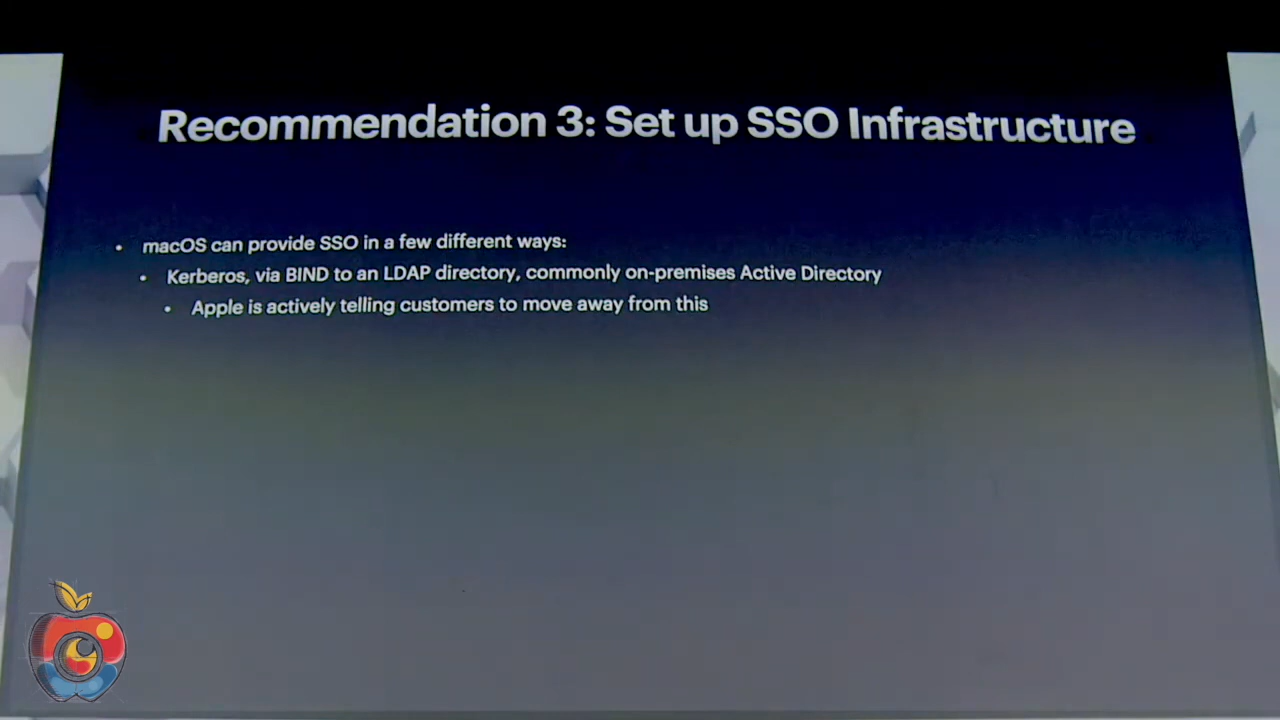 Recommendation 3: Set up SSO Infrastructure
• macOS can provide SSO in a few different ways:
• Kerberos, via BIND to an LDAP directory, commonly on-premises Active Directory
• Apple is actively telling customers to move away from this